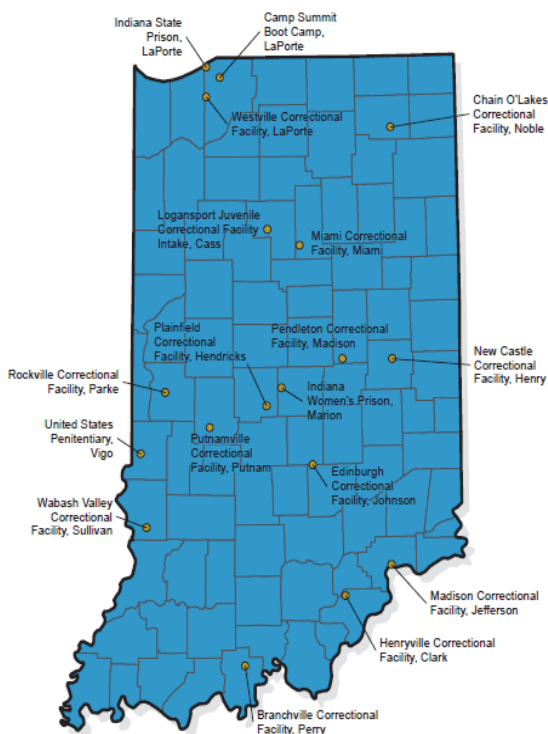 Indiana State
Prison,
LaPorte
Camp Summit
Boot Camp,
LaPorte
Westville Correctional
Facility, LaPorte
Chain O'Lakes
Correctional
Facility, Noble
Logansport Juvenile
Correctional Facility
Intake, Cass
Miami Correctional
Facility, Miami
Plainfield
Correctional
Facility, Hendricks
Pendleton Correctional
Facility, Madison
New Castle
Correctional
Facility, Henry
Rockville Correctional
Facility, Parke
Indiana
Women's Prison,
Marion
United States
Penitentiary,
Vigo
Putnamville
Correctional
Facility, Putnam
Edinburgh
Correctional
Facility, Johnson
Wabash Valley
Correctional
Facility, Sullivan
Madison Correctional
Facility, Jefferson
Henryville Correctional
Facility, Clark
Branchville Correctional
Facility, Perry